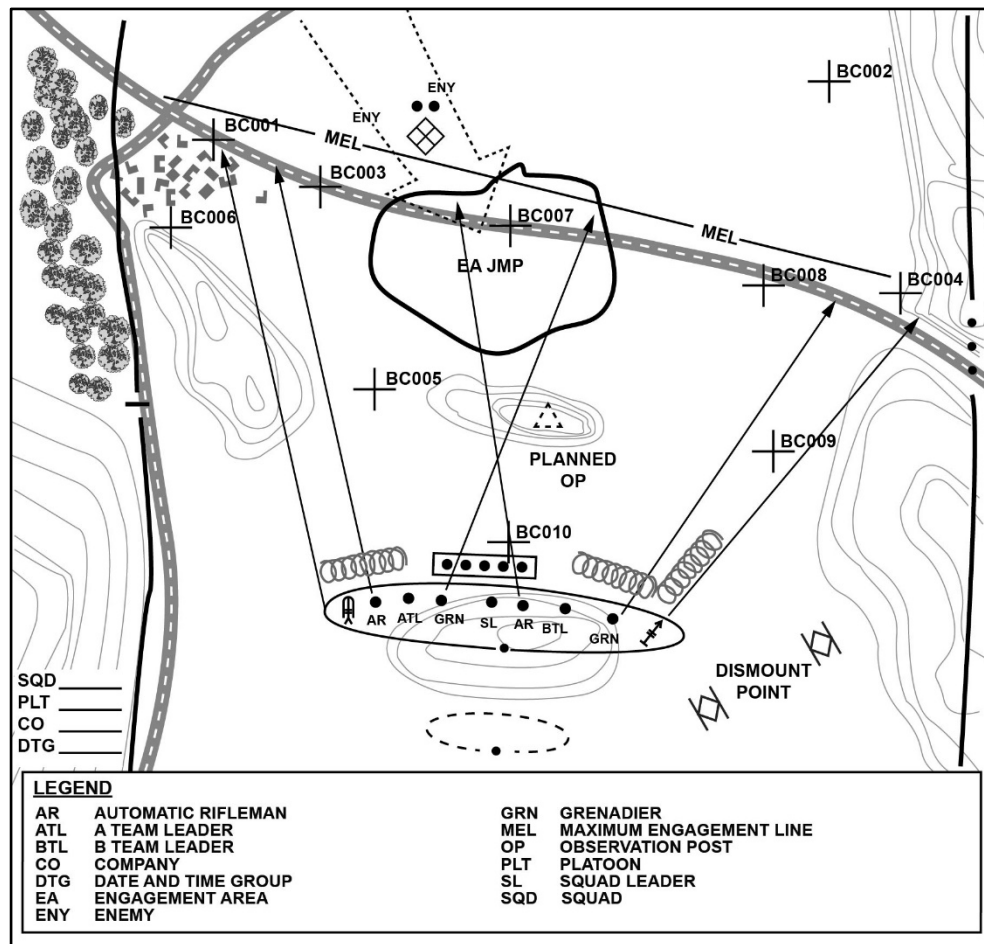 BC002
ENY
ENY
BC001
MEL
BC003
BC006
BC007
MEL
EA JMP
BC008
BC004
BC005
BC009
PLANNED
OP
BC010
AR
ATL
GRN
SL
AR
BTL
GRN
DISMOUNT
POINT
SQD
PLT
CO
DTG
LEGEND
AR AUTOMATIC RIFLEMAN
ATL A TEAM LEADER
BTL B TEAM LEADER
CO COMPANY
DTG DATE AND TIME GROUP
EA ENGAGEMENT AREA
ENY ENEMY
GRN GRENADIER
MEL MAXIMUM ENGAGEMENT LINE
OP OBSERVATION POST
PLT PLATOON
SL SQUAD LEADER
SQD SQUAD